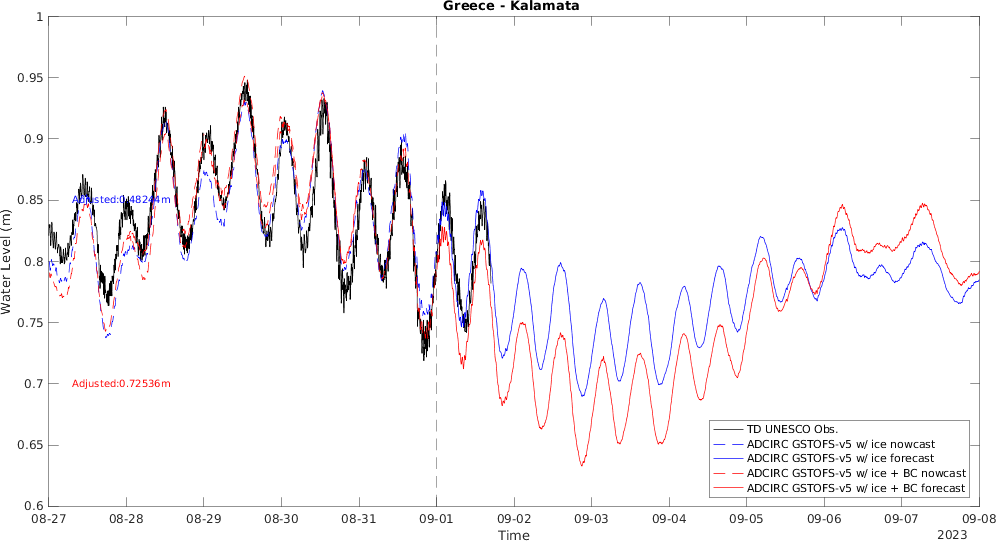 Greece - Kalamata
Water Level (m)
1
0.95
0.9
0.85
0.8
0.75
0.7
0.65
0.6
Adjusted:0.48244m
Adjusted:0.72536m
TD UNESCO Obs.
ADCIRC GSTOFS-v5 w/ ice nowcast
ADCIRC GSTOFS-v5 w/ ice forecast
ADCIRC GSTOFS-v5 w/ ice + BC nowcast
ADCIRC GSTOFS-v5 w/ ice + BC forecast
08-27 08-28 08-29 08-30 08-31 09-01 09-02 09-03 09-04 09-05 09-06 09-07 09-08
Time
2023